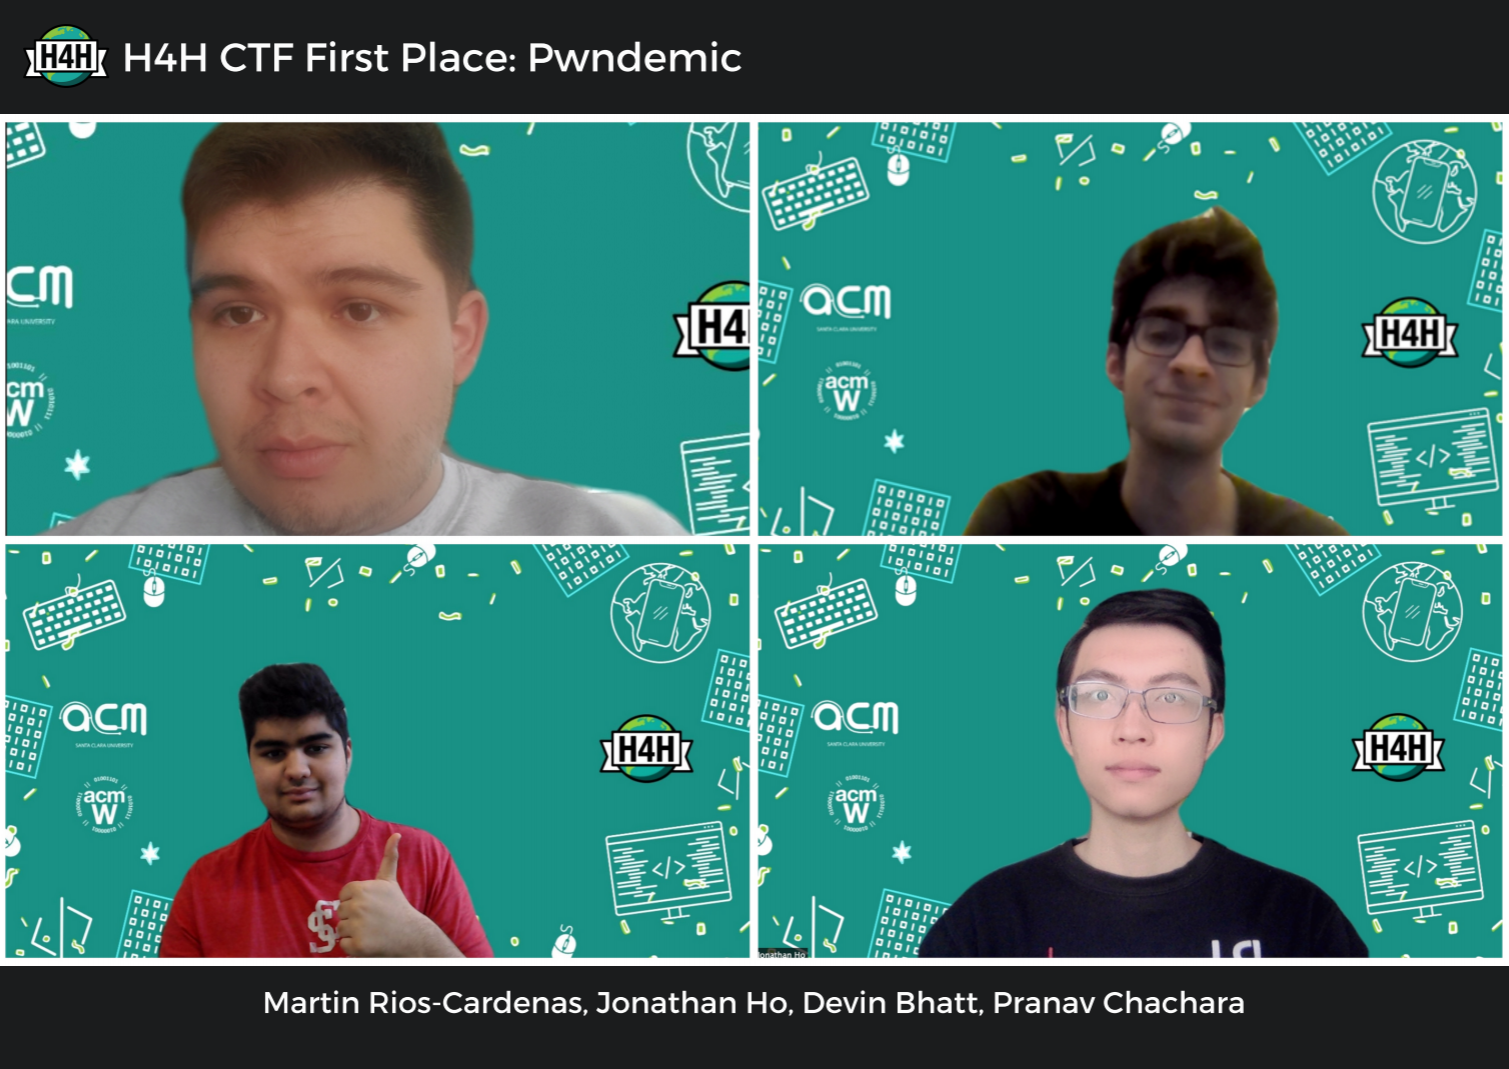 H4H
H4H CTF First Place: Pwndemic
cm
H4
acm
SANTA CLARA UNIVERSITY
acm
W
H4H
</>
cm
W
acm
SANTA CLARA UNIVERSITY
acm
W
H4H
</>
acm
SANTA CLARA UNIVERSITY
acm
W
H4H
</>
Jonathan Ho
Martin Rios-Cardenas, Jonathan Ho, Devin Bhatt, Pranav Chachara